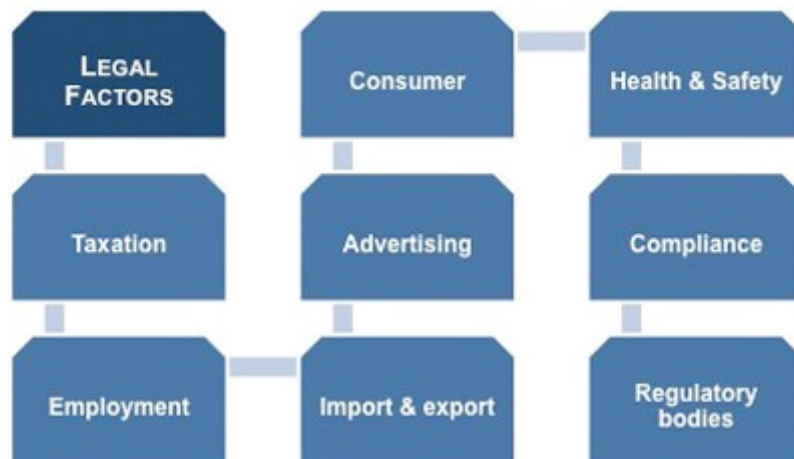 LEGAL
FACTORS
Taxation
Employment
Import & export
Advertising
Consumer
Health & Safety
Compliance
Regulatory
bodies